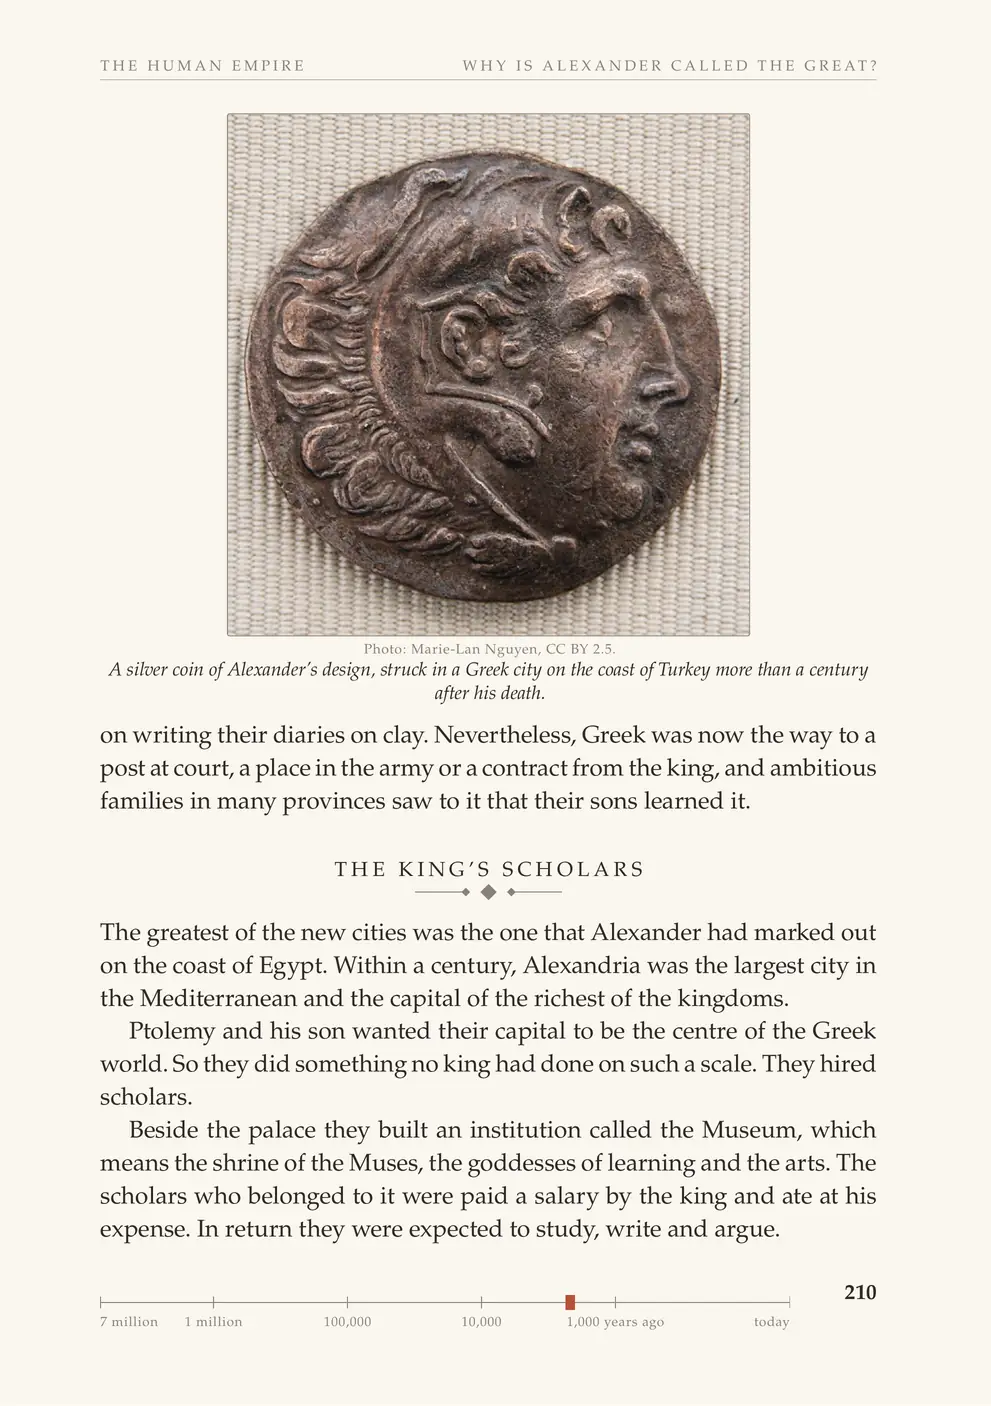 THE HUMAN EMPIRE
WHY IS ALEXANDER CALLED THE GREAT?
Photo: Marie-Lan Nguyen, CC BY 2.5.
A silver coin of Alexander’s design, struck in a Greek city on the coast of Turkey more than a century
after his death.
on writing their diaries on clay. Nevertheless, Greek was now the way to a
post at court, a place in the army or a contract from the king, and ambitious
families in many provinces saw to it that their sons learned it.
THE KING’S SCHOLARS
The greatest of the new cities was the one that Alexander had marked out
on the coast of Egypt. Within a century, Alexandria was the largest city in
the Mediterranean and the capital of the richest of the kingdoms.
Ptolemy and his son wanted their capital to be the centre of the Greek
world. So they did something no king had done on such a scale. They hired
scholars.
Beside the palace they built an institution called the Museum, which
means the shrine of the Muses, the goddesses of learning and the arts. The
scholars who belonged to it were paid a salary by the king and ate at his
expense. In return they were expected to study, write and argue.
210
7 million 1 million 100,000 10,000 1,000 years ago today